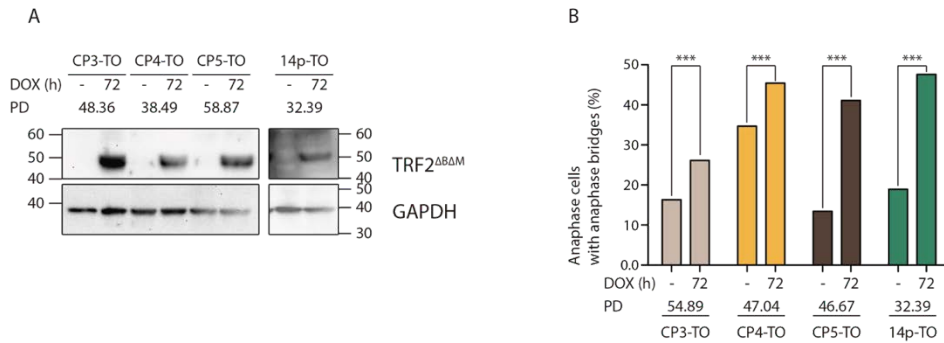 A
CP3-TO CP4-TO CP5-TO 14p-TO
DOX (h) - 72 - 72 - 72 - 72
PD 48.36 38.49 58.87 32.39
60 60
50 50 TRF2ΔBΔM
40 40
50
40 40 GAPDH
30
B
Anaphase cells
with anaphase bridges (%)
50
40
30
20
10
0.0
*** *** *** ***
DOX (h) - 72 - 72 - 72 - 72
PD 54.89 47.04 46.67 32.39
CP3-TO CP4-TO CP5-TO 14p-TO